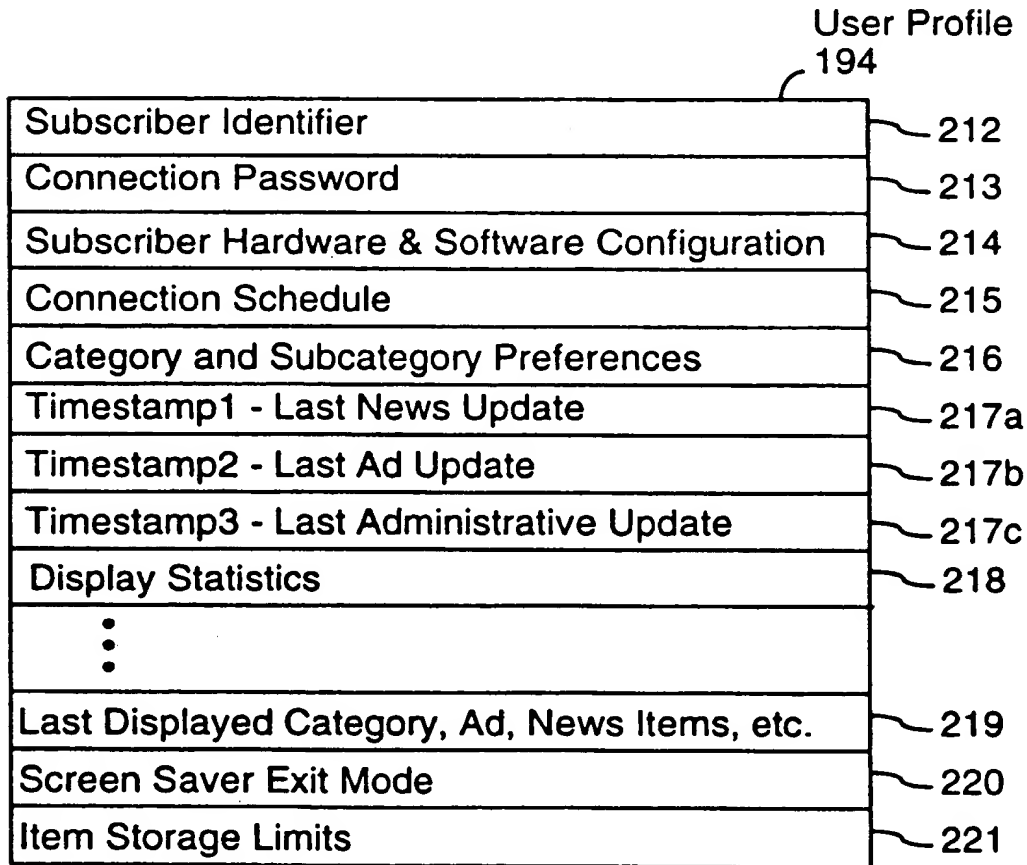 User Profile
194
Subscriber Identifier 212
Connection Password 213
Subscriber Hardware & Software Configuration 214
Connection Schedule 215
Category and Subcategory Preferences 216
Timestamp1 - Last News Update 217a
Timestamp2 - Last Ad Update 217b
Timestamp3 - Last Administrative Update 217c
Display Statistics 218
Last Displayed Category, Ad, News Items, etc. 219
Screen Saver Exit Mode 220
Item Storage Limits 221